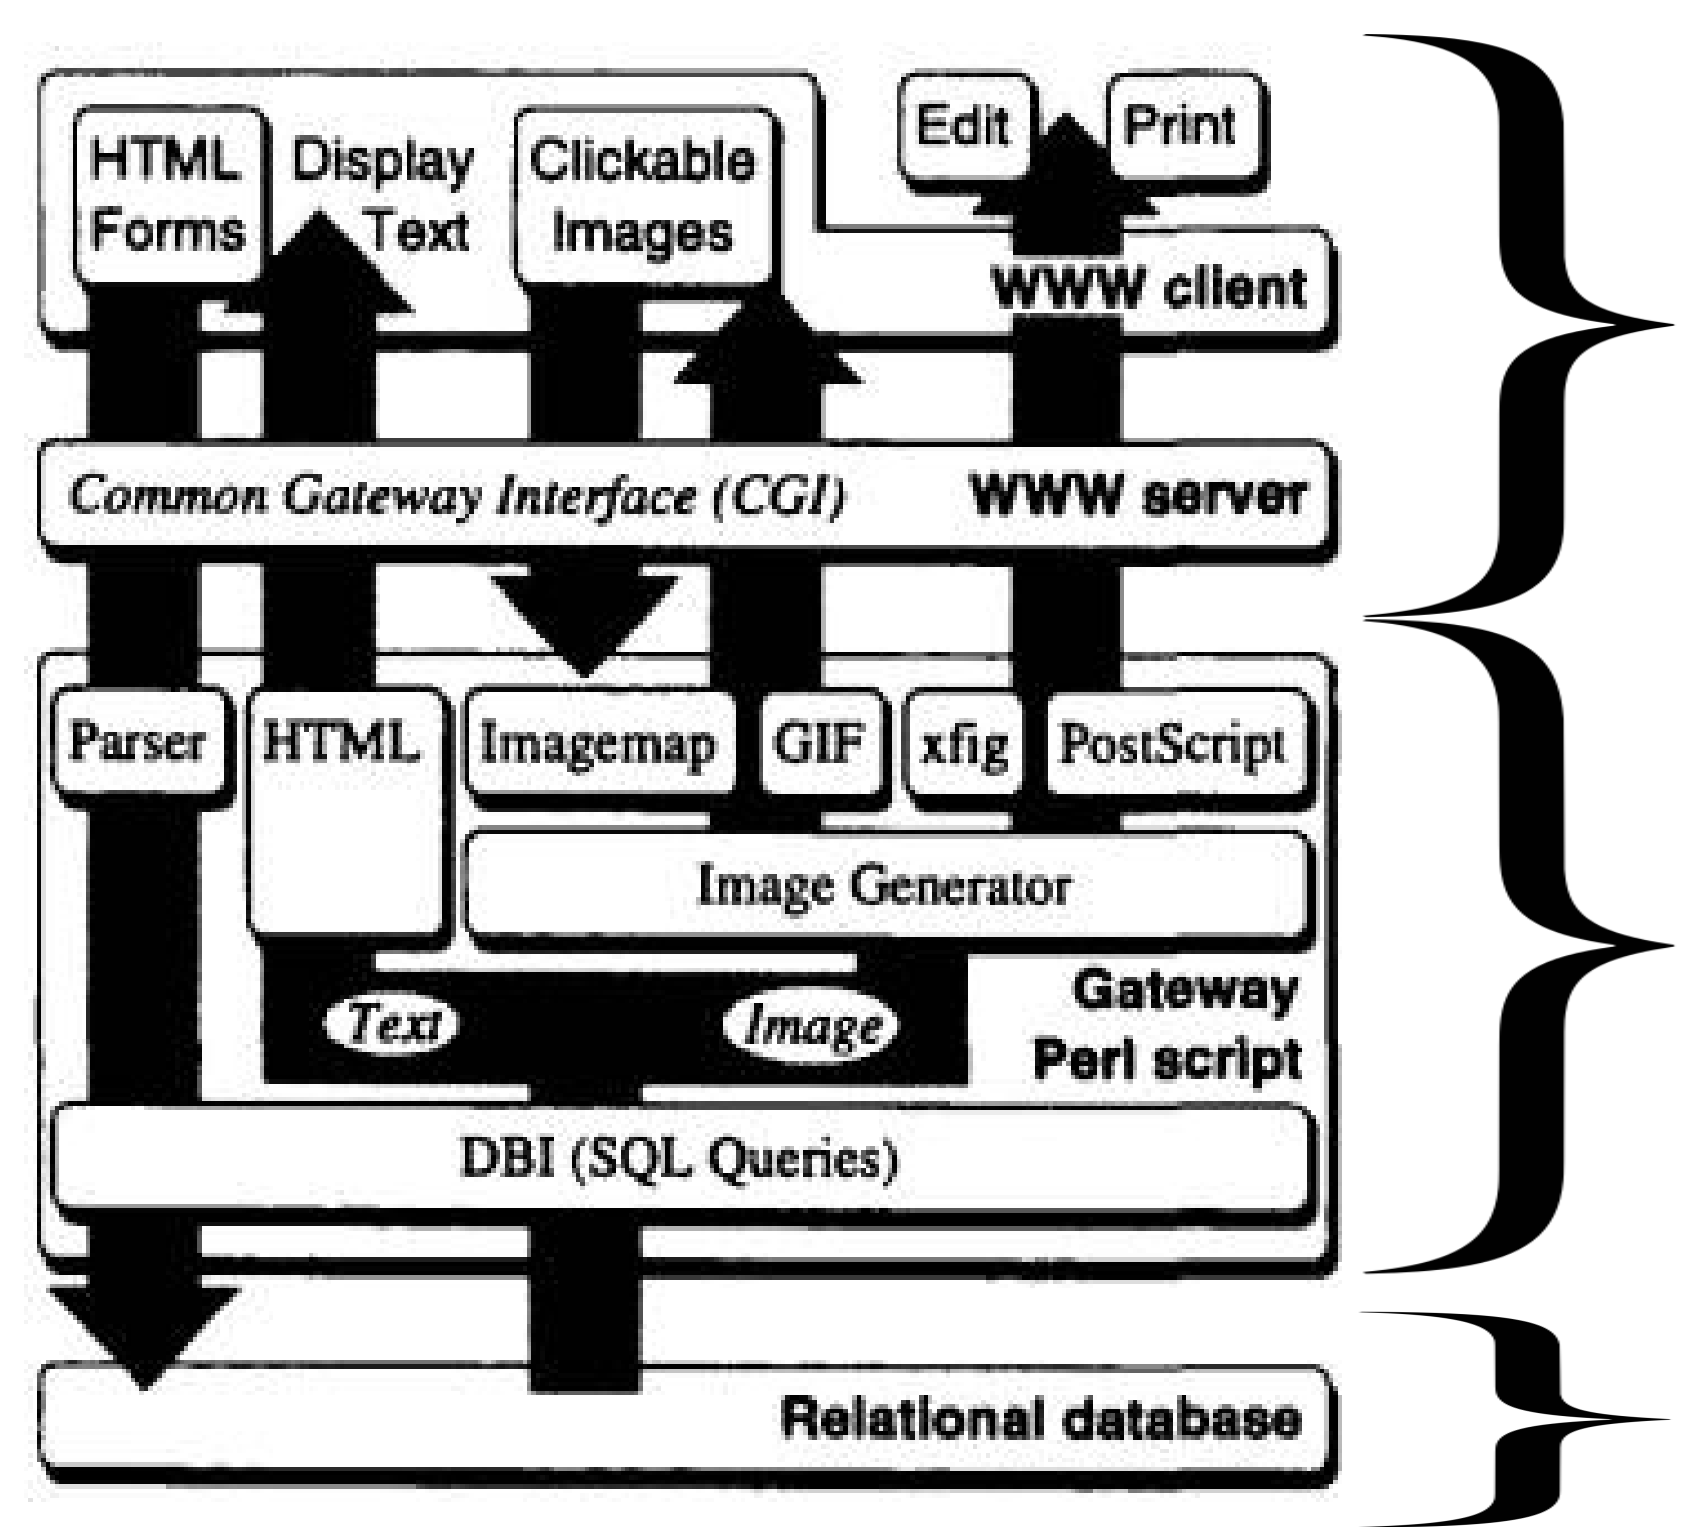 HTML
Forms
Display
Text
Clickable
Images
Edit
Print
WWW client
Common Gateway Interface (CGI)
WWW server
Parser
HTML
Imagemap
GIF
xfig
PostScript
Image Generator
Text
Image
Gateway
Perl script
DBI (SQL Queries)
Relational database